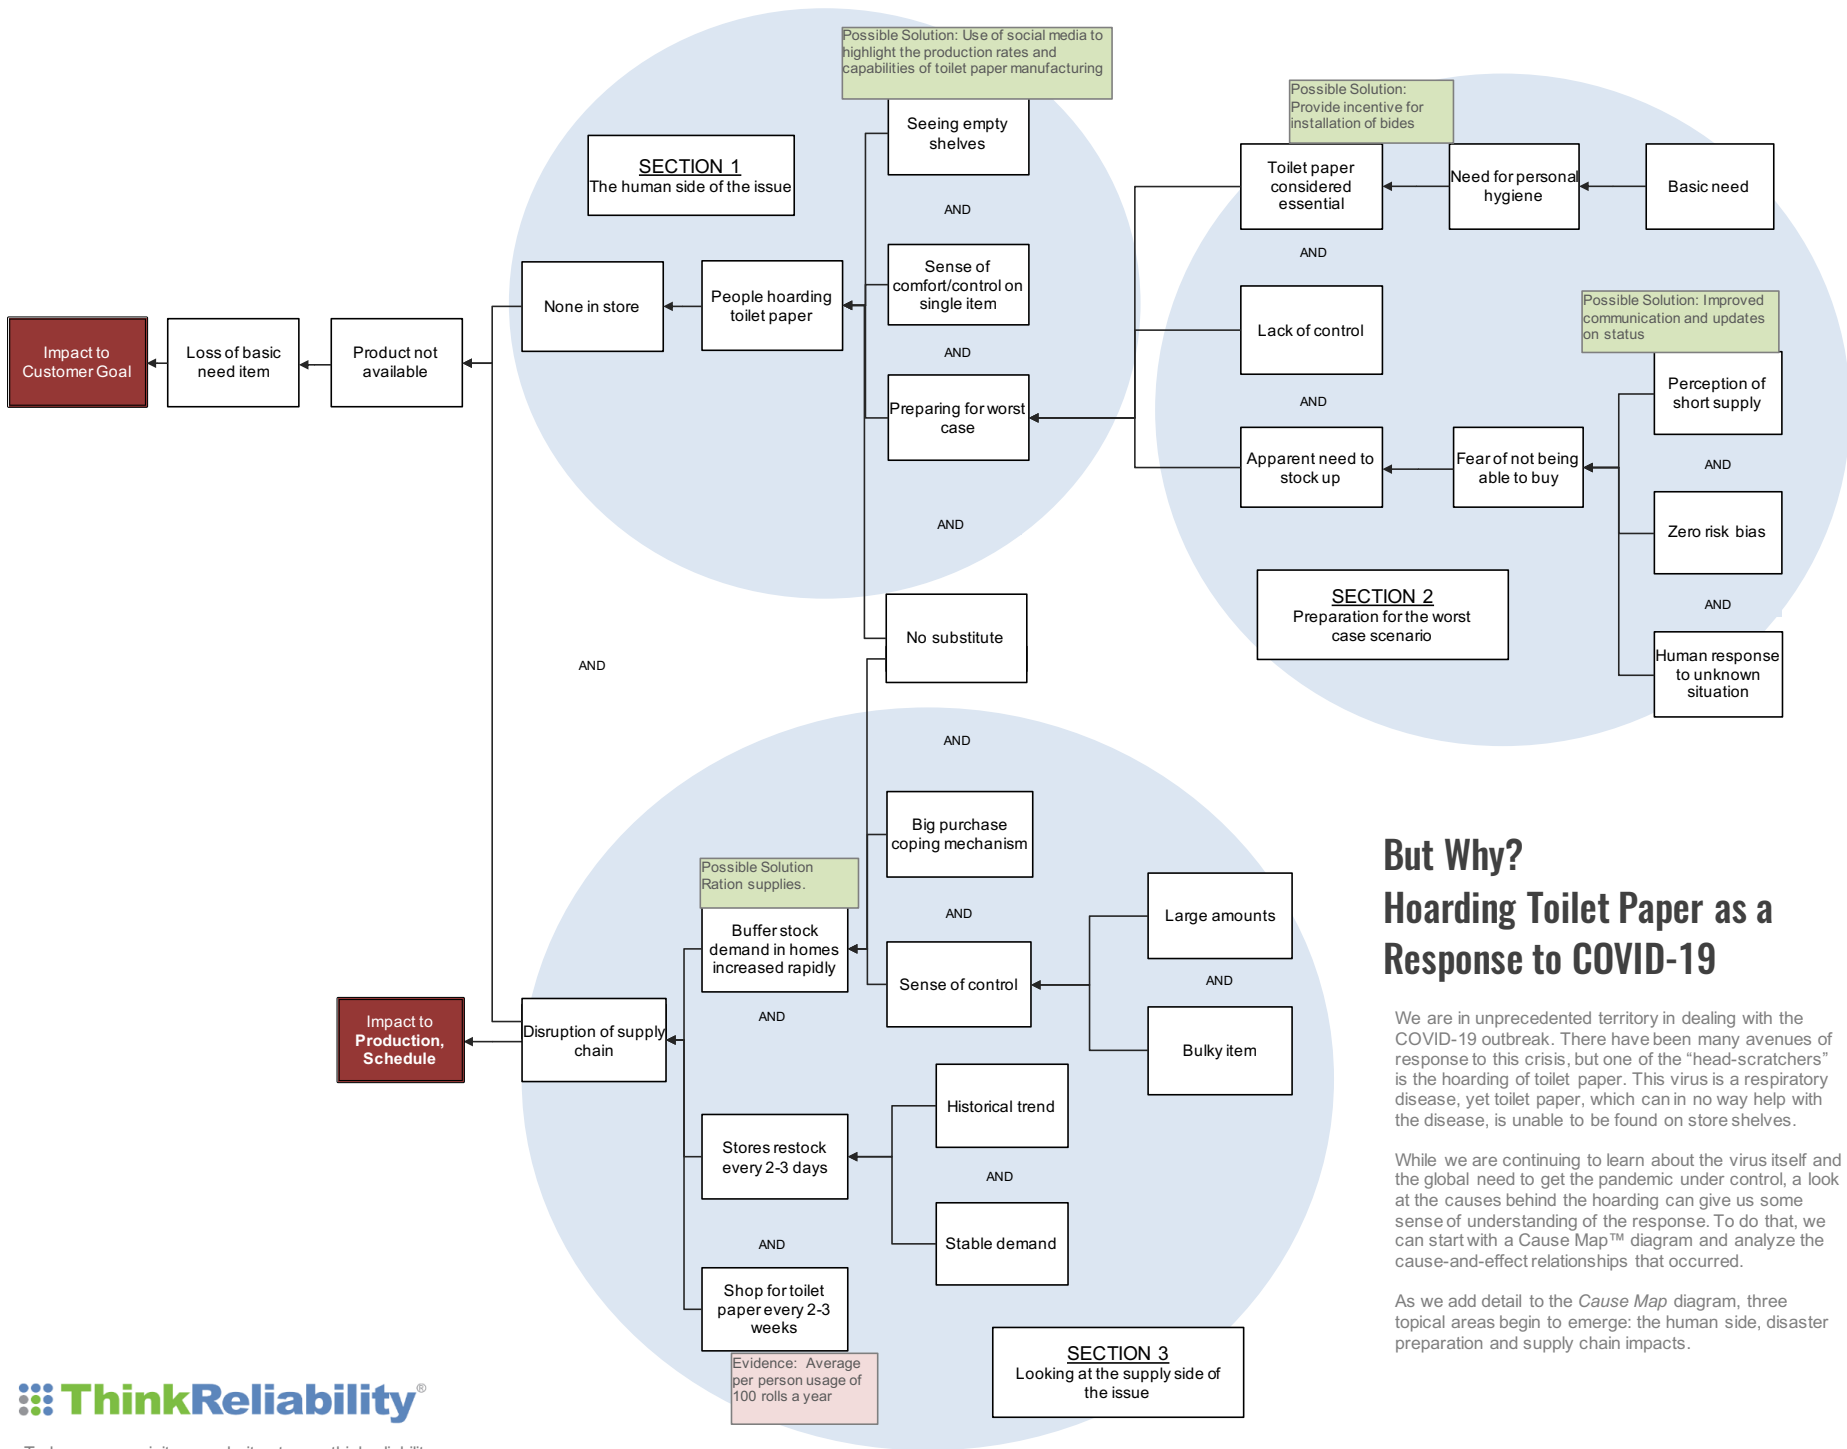 Possible Solution: Use of social media to
highlight the production rates and
capabilities of toilet paper manufacturing
Seeing empty
shelves
SECTION 1
The human side of the issue
AND
Sense of
comfort/control on
single item
None in store
People hoarding
toilet paper
AND
Preparing for worst
case
AND
Impact to
Customer Goal
Loss of basic
need item
Product not
available
Possible Solution:
Provide incentive for
installation of bides
Toilet paper
considered
essential
Need for personal
hygiene
Basic need
AND
Lack of control
AND
Apparent need to
stock up
Fear of not being
able to buy
Possible Solution: Improved
communication and updates
on status
Perception of
short supply
AND
Zero risk bias
AND
Human response
to unknown
situation
SECTION 2
Preparation for the worst
case scenario
No substitute
AND
AND
Big purchase
coping mechanism
AND
Sense of control
Large amounts
AND
Bulky item
Possible Solution
Ration supplies.
Buffer stock
demand in homes
increased rapidly
AND
Impact to
Production,
Schedule
Disruption of supply
chain
Stores restock
every 2-3 days
Historical trend
AND
Stable demand
AND
Shop for toilet
paper every 2-3
weeks
Evidence: Average
per person usage of
100 rolls a year
SECTION 3
Looking at the supply side of
the issue
But Why?
Hoarding Toilet Paper as a
Response to COVID-19
We are in unprecedented territory in dealing with the
COVID-19 outbreak. There have been many avenues of
response to this crisis, but one of the “head-scratchers”
is the hoarding of toilet paper. This virus is a respiratory
disease, yet toilet paper, which can in no way help with
the disease, is unable to be found on store shelves.
While we are continuing to learn about the virus itself and
the global need to get the pandemic under control, a look
at the causes behind the hoarding can give us some
sense of understanding of the response. To do that, we
can start with a Cause Map™ diagram and analyze the
cause-and-effect relationships that occurred.
As we add detail to the Cause Map diagram, three
topical areas begin to emerge: the human side, disaster
preparation and supply chain impacts.
ThinkReliability®